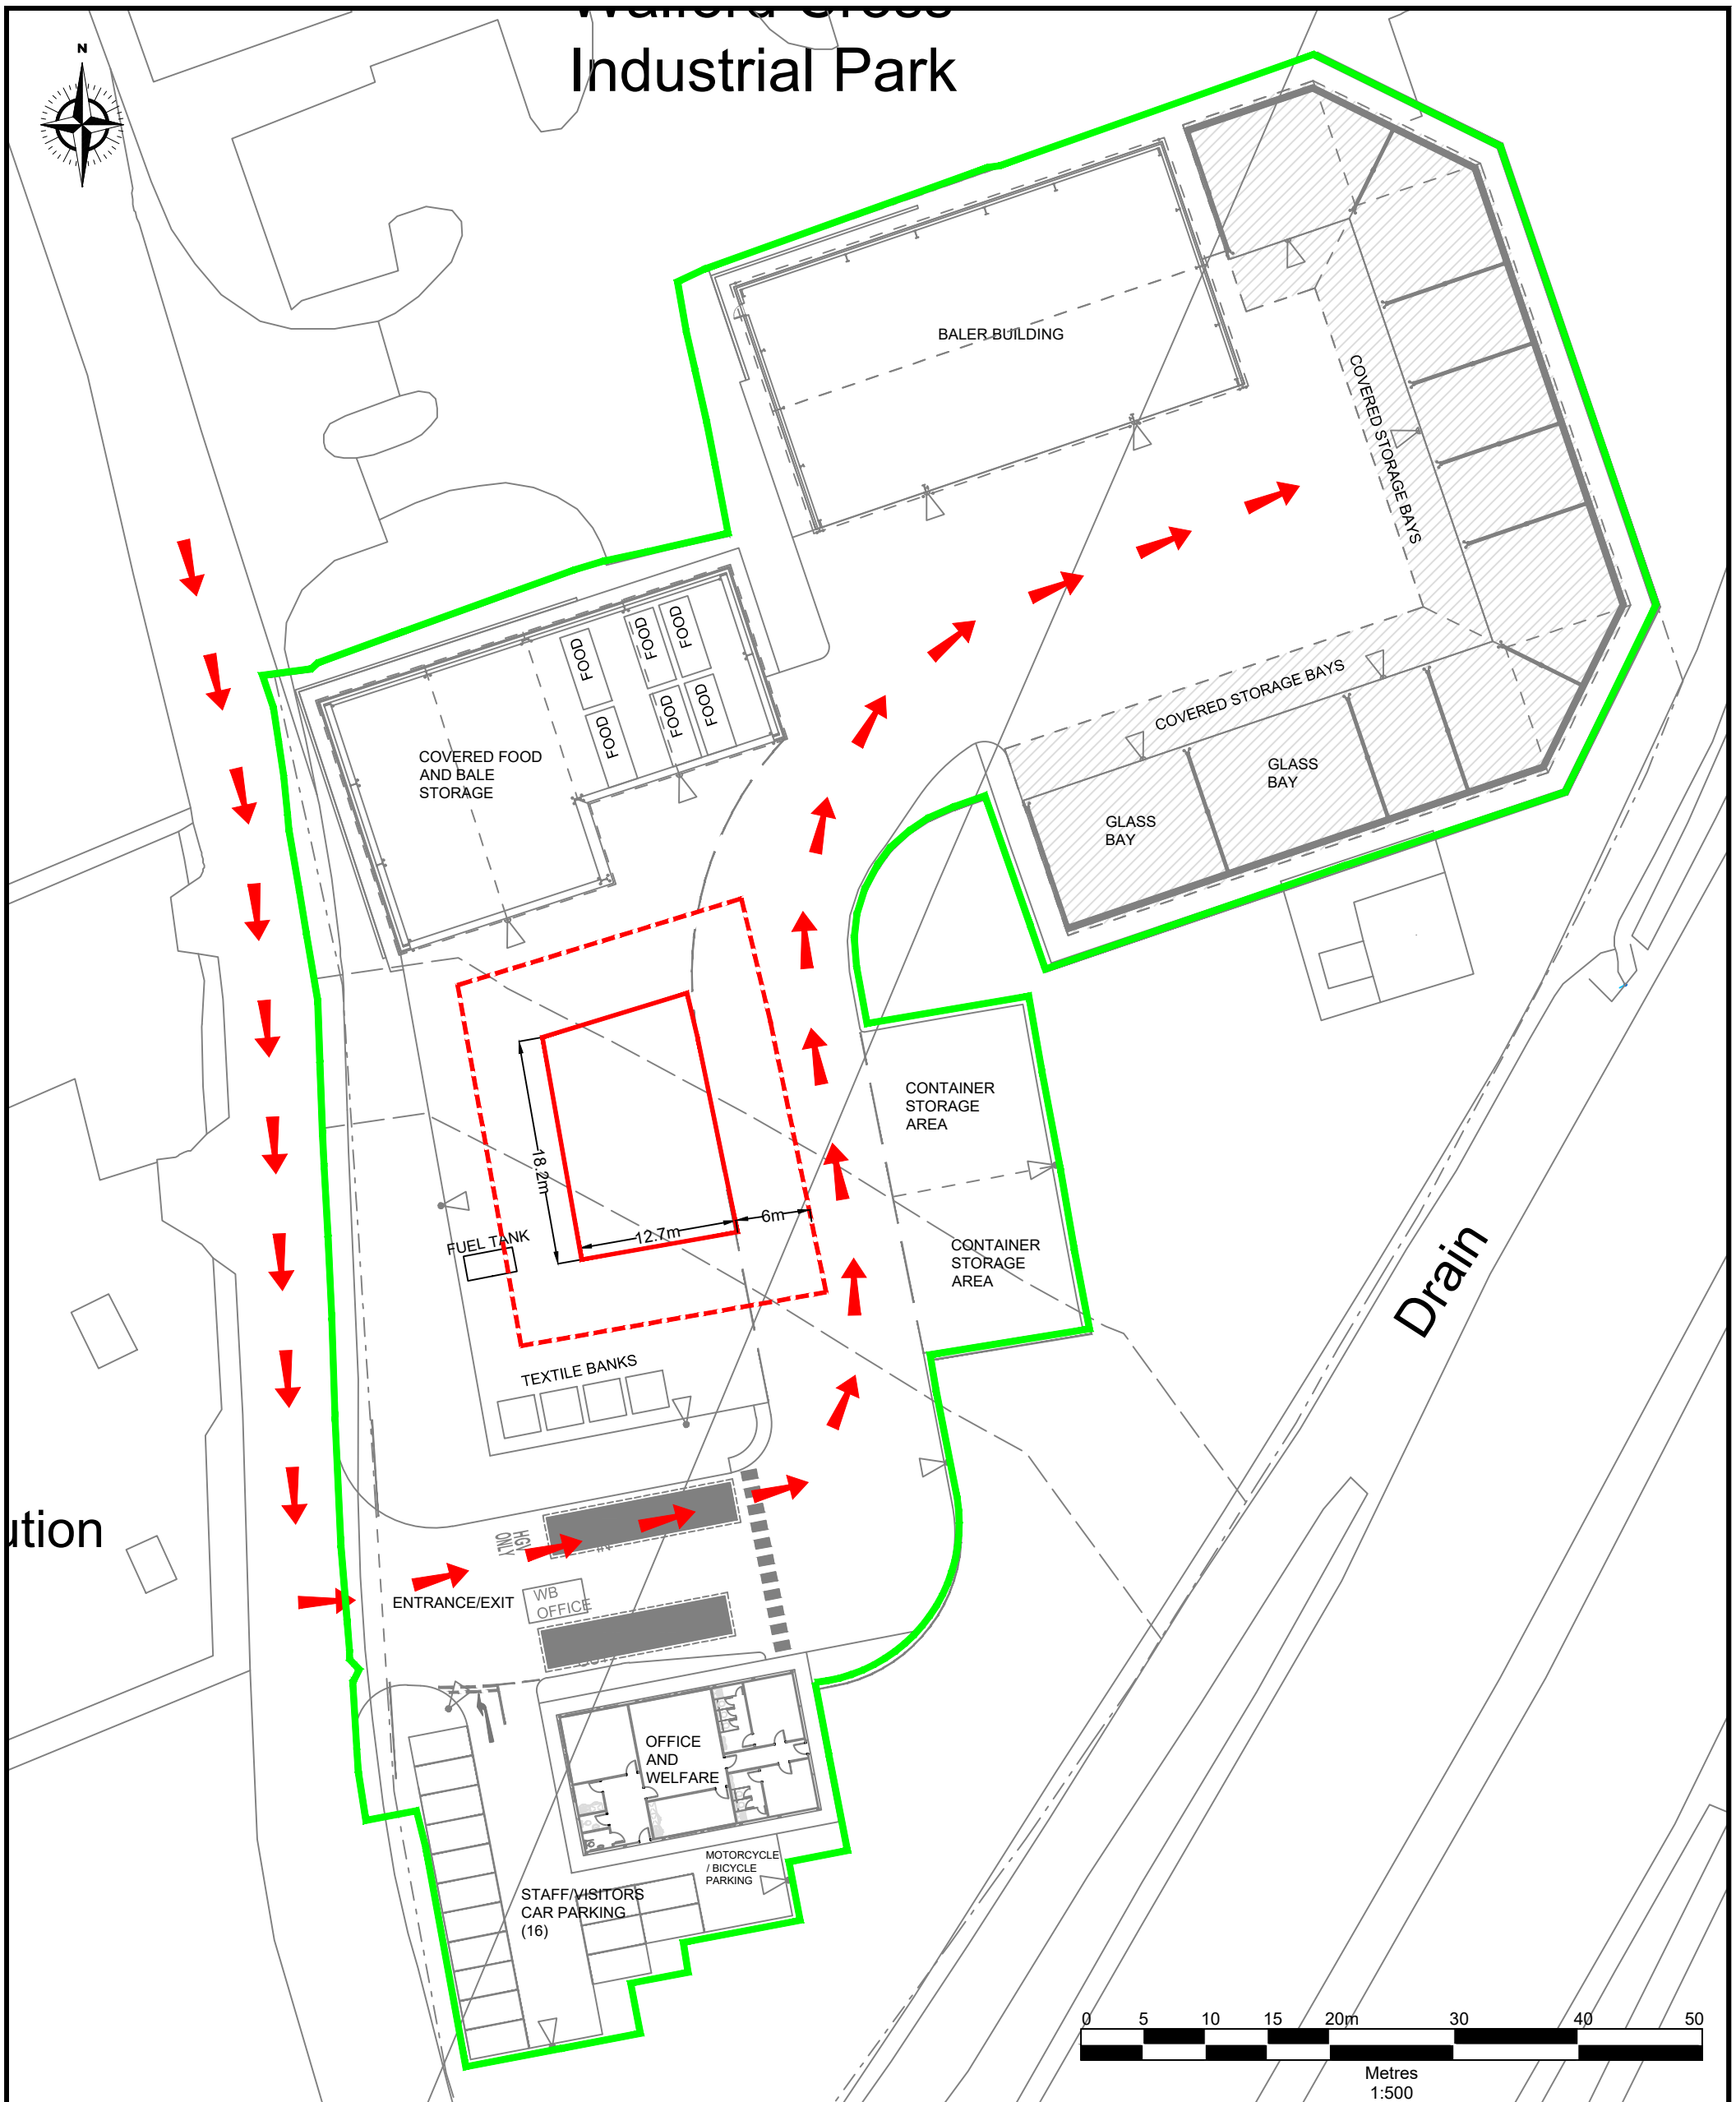 Walford Cross
Industrial Park
N
BALER BUILDING
COVERED STORAGE BAYS
FOOD
FOOD
FOOD
FOOD
FOOD
FOOD
COVERED FOOD
AND BALE
STORAGE
COVERED STORAGE BAYS
GLASS
BAY
GLASS
BAY
CONTAINER
STORAGE
AREA
18.2m
12.7m
6m
FUEL TANK
CONTAINER
STORAGE
AREA
Drain
TEXTILE BANKS
ution
HGV
ONLY
WB
OFFICE
ENTRANCE/EXIT
OFFICE
AND
WELFARE
MOTORCYCLE
/ BICYCLE
PARKING
STAFF/VISITORS
CAR PARKING
(16)
0 5 10 15 20m 30 40 50
Metres
1:500